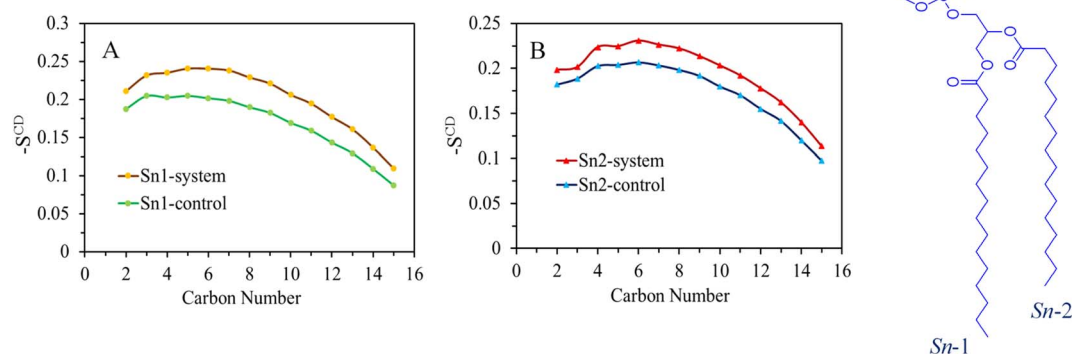 A
-S^CD
0.3
0.25
0.2
0.15
0.1
0.05
0
Sn1-system
Sn1-control
0 2 4 6 8 10 12 14 16
Carbon Number
B
-S^CD
0.25
0.2
0.15
0.1
0.05
0
Sn2-system
Sn2-control
0 2 4 6 8 10 12 14 16
Carbon Number
O
O
O
O
O
O
Sn-2
Sn-1